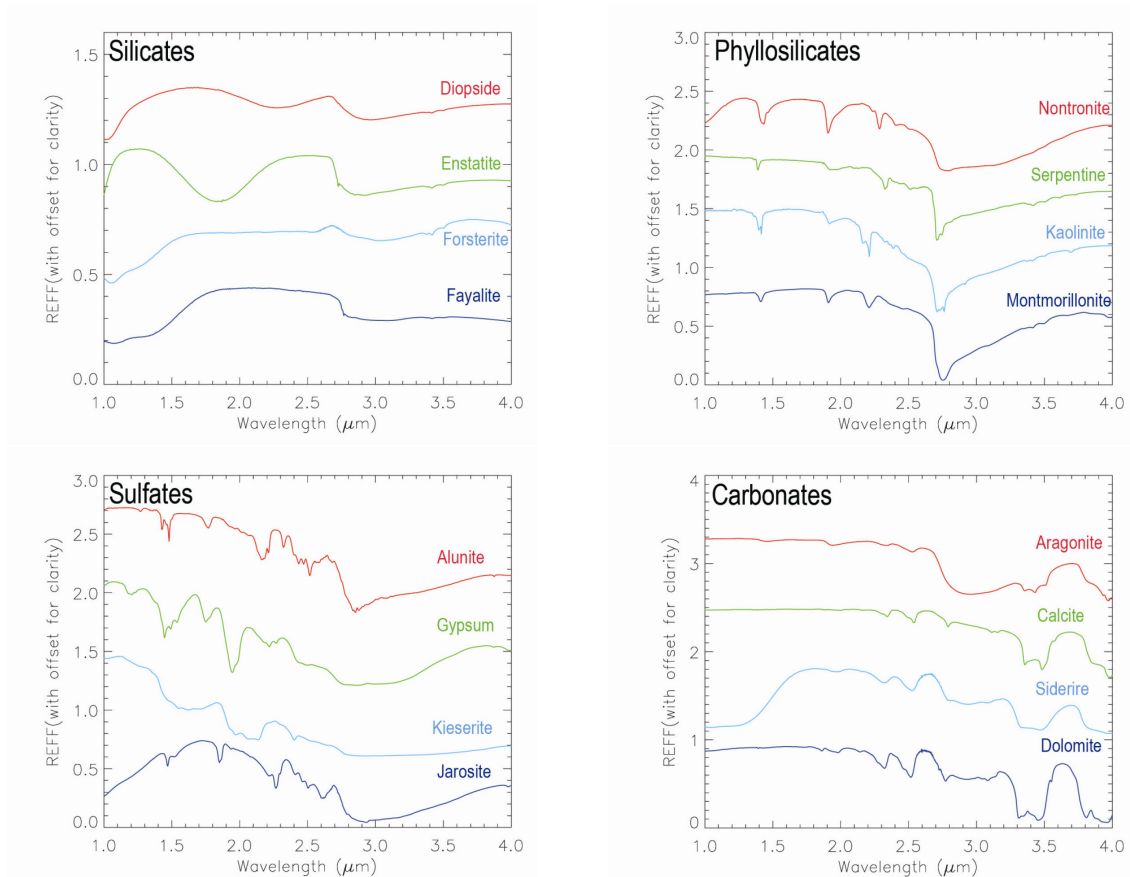 Silicates
REFF(with offset for clarity)
1.5
1.0
0.5
0.0
Diopside
Enstatite
Forsterite
Fayalite
1.0 1.5 2.0 2.5 3.0 3.5 4.0
Wavelength (μm)
Phyllosilicates
REFF(with offset for clarity)
3.0
2.5
2.0
1.5
1.0
0.5
0.0
Nontronite
Serpentine
Kaolinite
Montmorillonite
1.0 1.5 2.0 2.5 3.0 3.5 4.0
Wavelength (μm)
Sulfates
REFF(with offset for clarity)
3.0
2.5
2.0
1.5
1.0
0.5
0.0
Alunite
Gypsum
Kieserite
Jarosite
1.0 1.5 2.0 2.5 3.0 3.5 4.0
Wavelength (μm)
Carbonates
REFF(with offset for clarity)
4
3
2
1
0
Aragonite
Calcite
Siderire
Dolomite
1.0 1.5 2.0 2.5 3.0 3.5 4.0
Wavelength (μm)